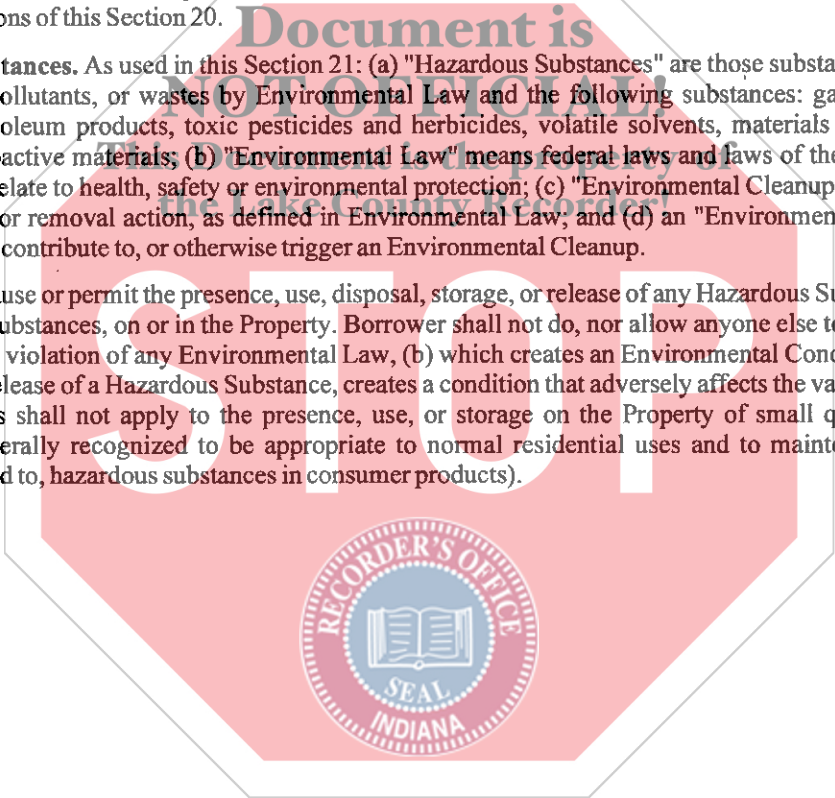 ons of this Section 20.
Document is
tances. As used in this Section 21: (a) "Hazardous Substances" are those substa
NOT OFFICIAL!
ollutants, or wastes by Environmental Law and the following substances: ga
oleum products, toxic pesticides and herbicides, volatile solvents, materials
This Document is the property of
active materials; (b) "Environmental Law" means federal laws and laws of the
elate to health, safety or environmental protection; (c) "Environmental Cleanup
the Lake County Recorder!
or removal action, as defined in Environmental Law; and (d) an "Environmen
contribute to, or otherwise trigger an Environmental Cleanup.
use or permit the presence, use, disposal, storage, or release of any Hazardous Su
ubstances, on or in the Property. Borrower shall not do, nor allow anyone else to
violation of any Environmental Law, (b) which creates an Environmental Cond
lease of a Hazardous Substance, creates a condition that adversely affects the va
s shall not apply to the presence, use, or storage on the Property of small q
erally recognized to be appropriate to normal residential uses and to mainte
d to, hazardous substances in consumer products).
STOP
RECORDER'S OFFICE
SEAL
INDIANA